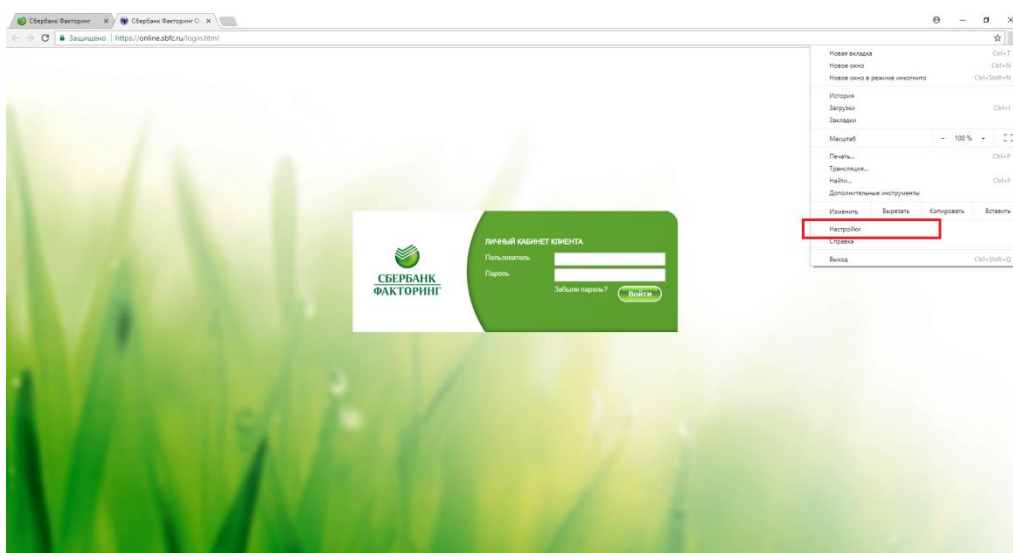 Сбербанк Факторинг
Сбербанк Факторинг Со
Защищено https://online.sbfc.ru/login.html
Новая вкладка Ctrl+T
Новое окно Ctrl+N
Новое окно в режиме инкогнито Ctrl+Shift+N
История
Загрузки Ctrl+J
Закладки
Масштаб - 100 % +
Печать... Ctrl+P
Трансляция...
Найти... Ctrl+F
Дополнительные инструменты
Изменить Вырезать Копировать Вставить
Настройки
Справка
Выход Ctrl+Shift+Q
СБЕРБАНК
ФАКТОРИНГ
ЛИЧНЫЙ КАБИНЕТ КЛИЕНТА
Пользователь
Пароль
Забыли пароль? Войти